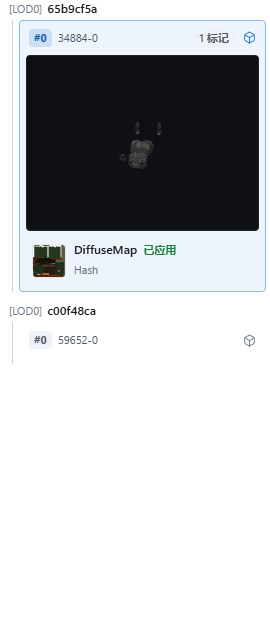 [LOD0] 65b9cf5a
#0 34884-0 1 标记
DiffuseMap 已应用
Hash
[LOD0] c00f48ca
#0 59652-0